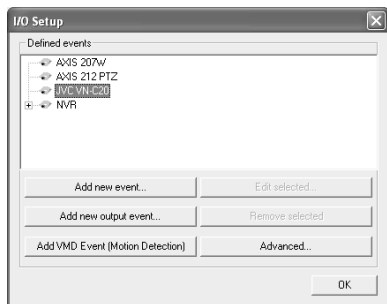 I/O Setup
Defined events
AXIS 207W
AXIS 212 PTZ
JVC VN-C20
NVR
Add new event...
Edit selected...
Add new output event...
Remove selected
Add VMD Event (Motion Detection)
Advanced...
OK